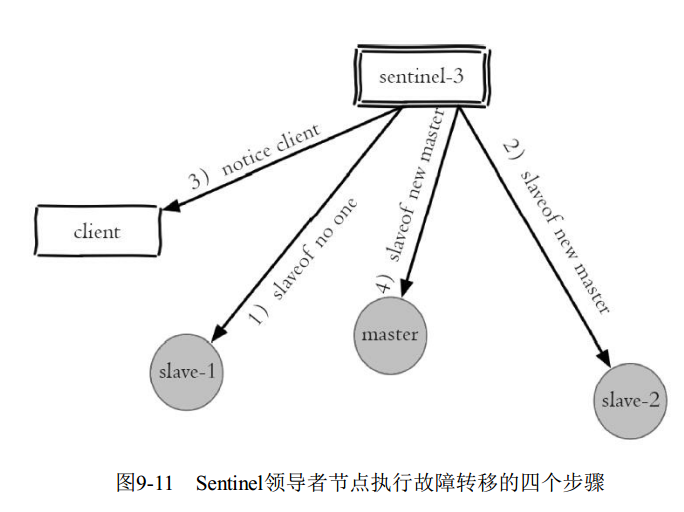 sentinel-3
3）notice client
client
1）slaveof no one
4）slaveof new master
2）slaveof new master
master
slave-1
slave-2
图9-11 Sentinel领导者节点执行故障转移的四个步骤